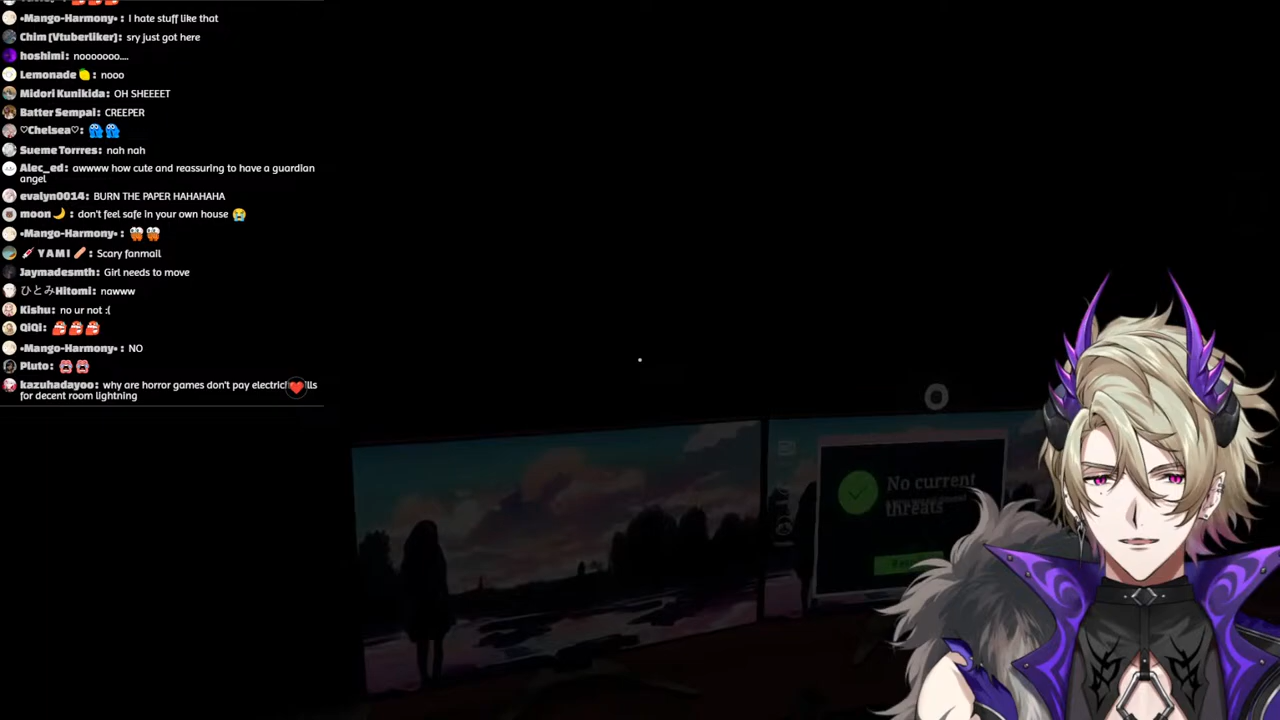 •Mango-Harmony• : I hate stuff like that
Chim (Vtuberliker) : sry just got here
hoshimi : nooooooo....
Lemonade 🍋 : nooo
Midori Kunikida : OH SHEEEET
Batter Sempai : CREEPER
♡Chelsea♡ :
Sueme Torrres : nah nah
Alec_ed : awwww how cute and reassuring to have a guardian
angel
evalyn0014 : BURN THE PAPER HAHAHAHA
moon🌙 : don't feel safe in your own house 😭
•Mango-Harmony• :
💉 Y A M I 🩹 : Scary fanmail
Jaymadesmth : Girl needs to move
ひとみHitomi : nawww
Kishu : no ur not :(
QiQi :
•Mango-Harmony• : NO
Pluto :
kazuhadayoo : why are horror games don't pay
for decent room lightning
No current
threats